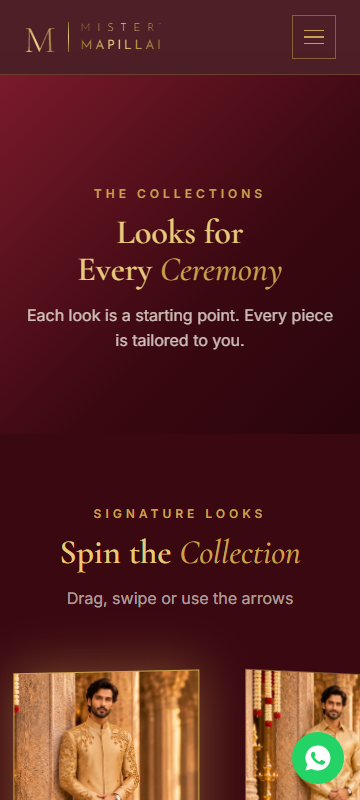 M
MISTER
MAPILLAI
THE COLLECTIONS
Looks for
Every Ceremony
Each look is a starting point. Every piece
is tailored to you.
SIGNATURE LOOKS
Spin the Collection
Drag, swipe or use the arrows